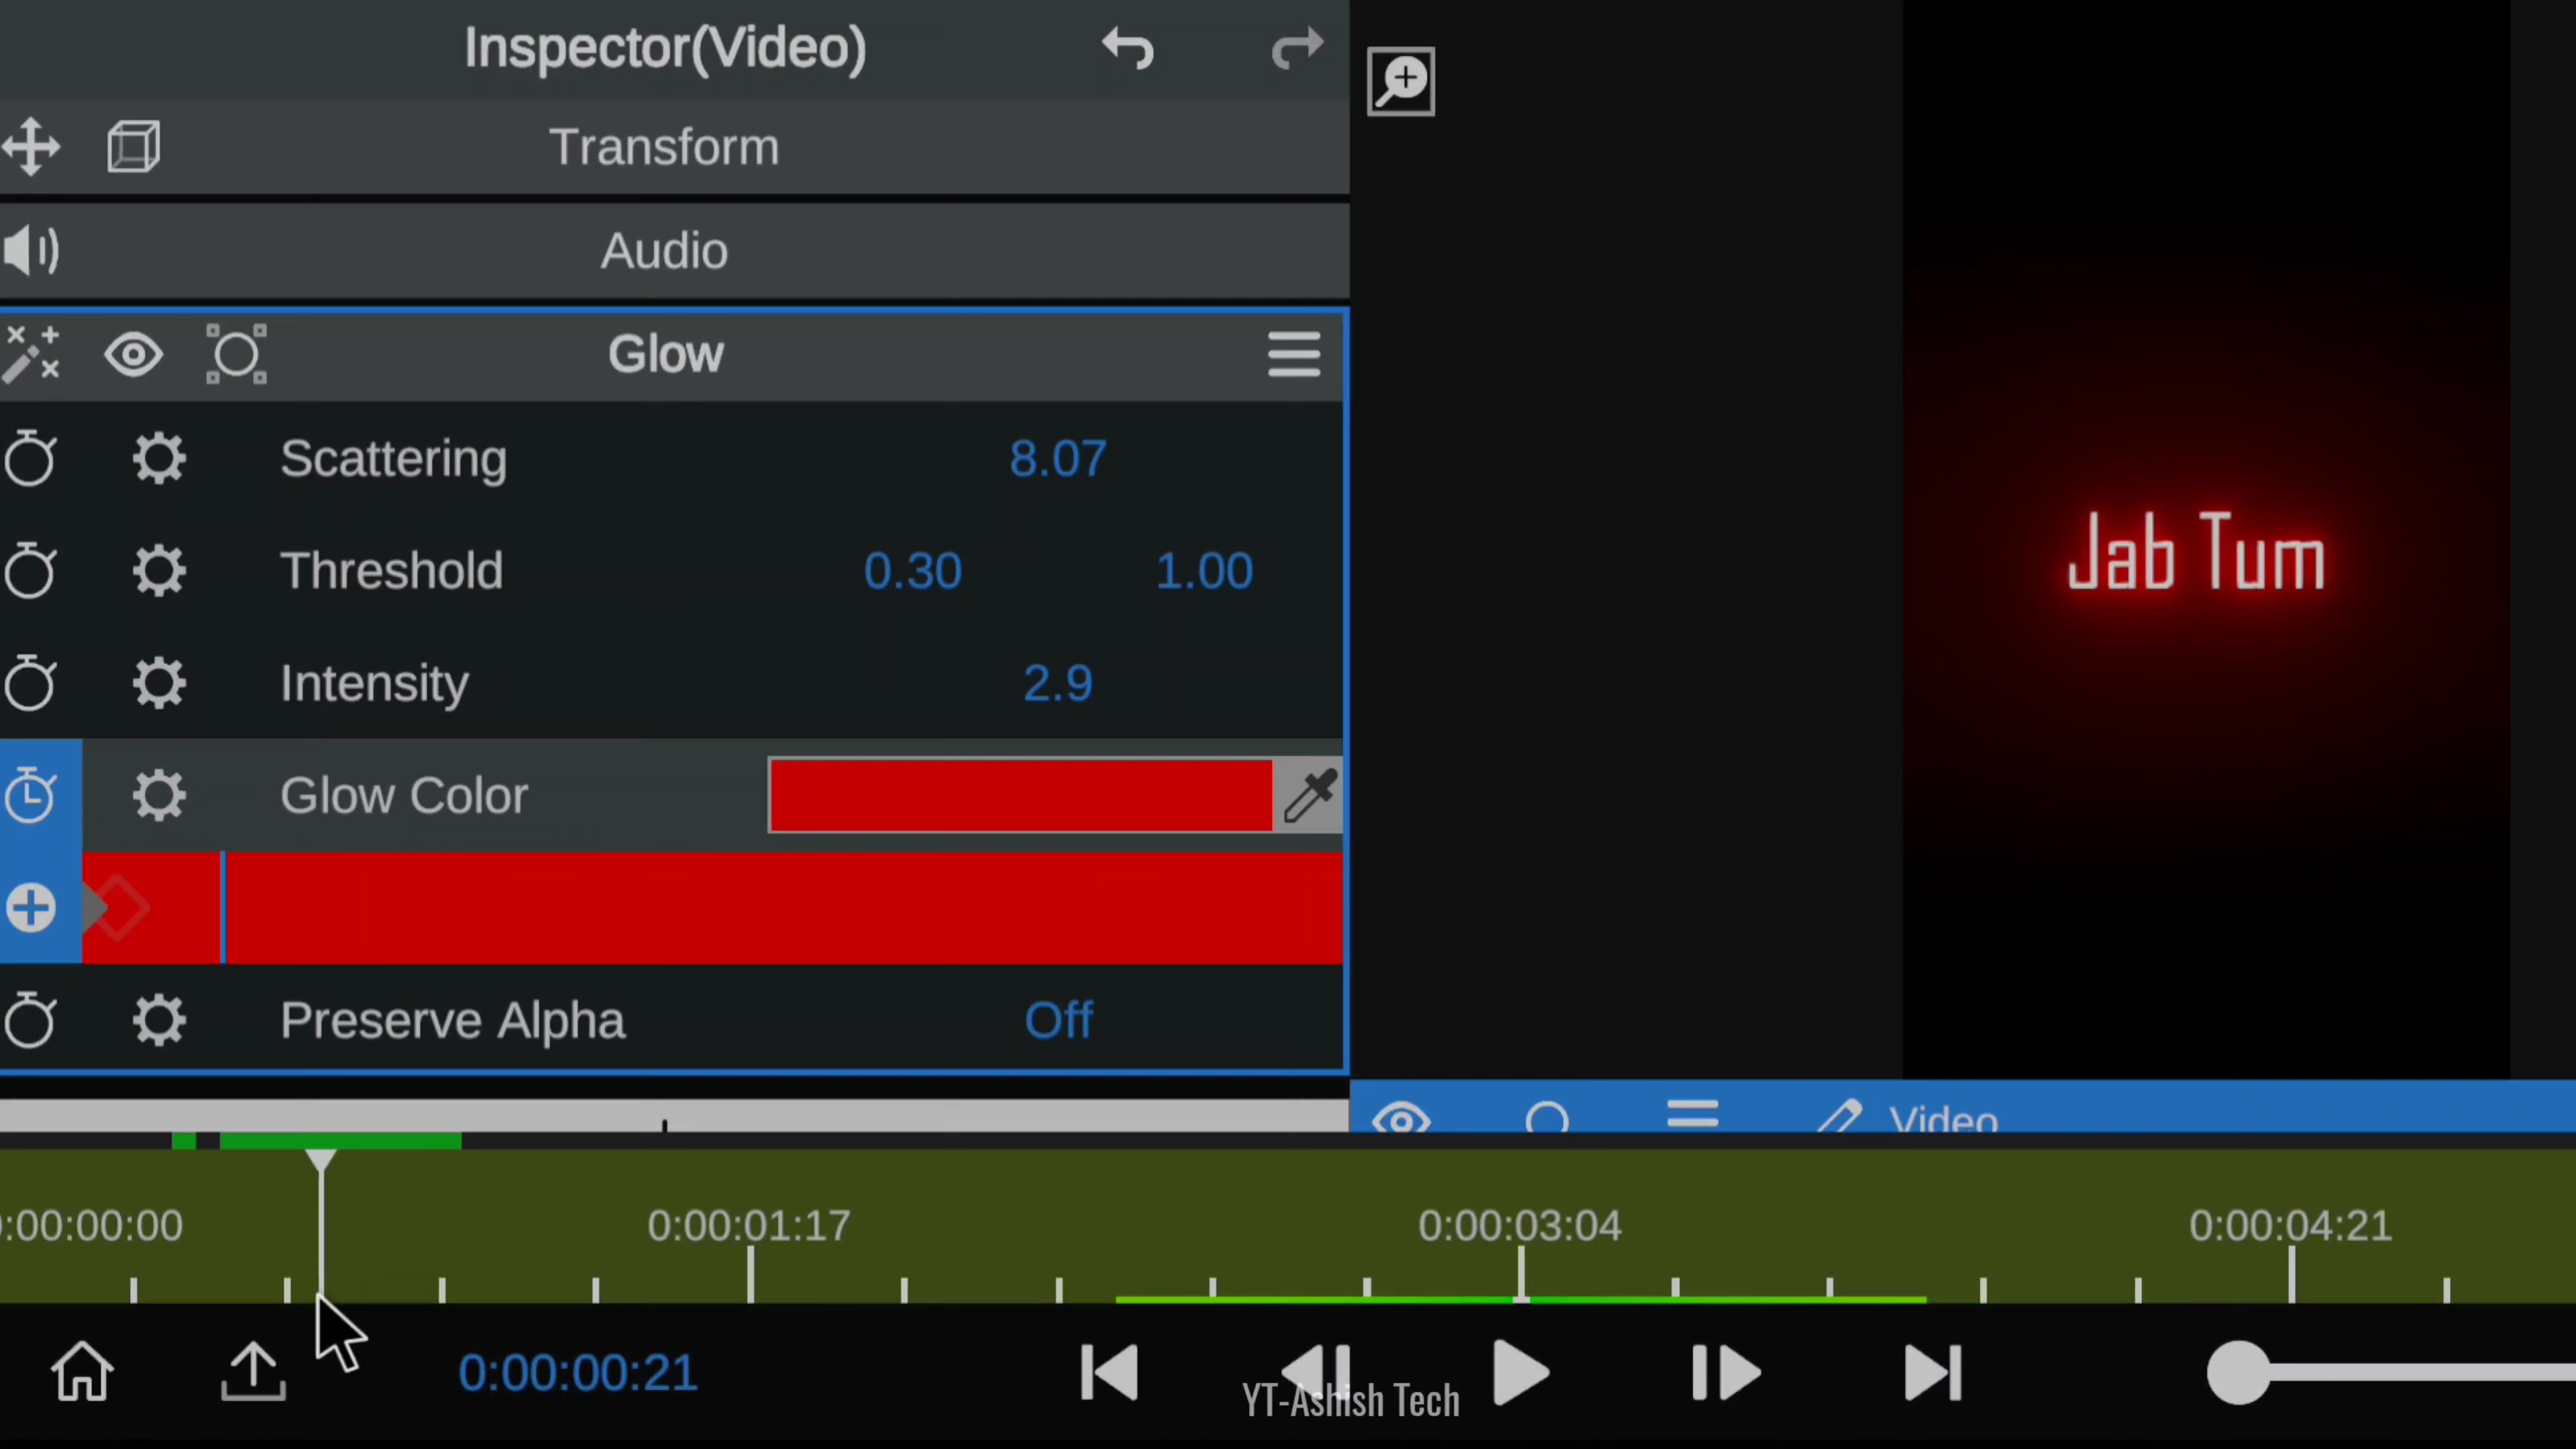 Inspector(Video)
Transform
Audio
Glow
Scattering 8.07
Threshold 0.30 1.00
Intensity 2.9
Glow Color
Preserve Alpha Off
Jab Tum
Video
:00:00:00 0:00:01:17 0:00:03:04 0:00:04:21
0:00:00:21
YT-Ashish Tech